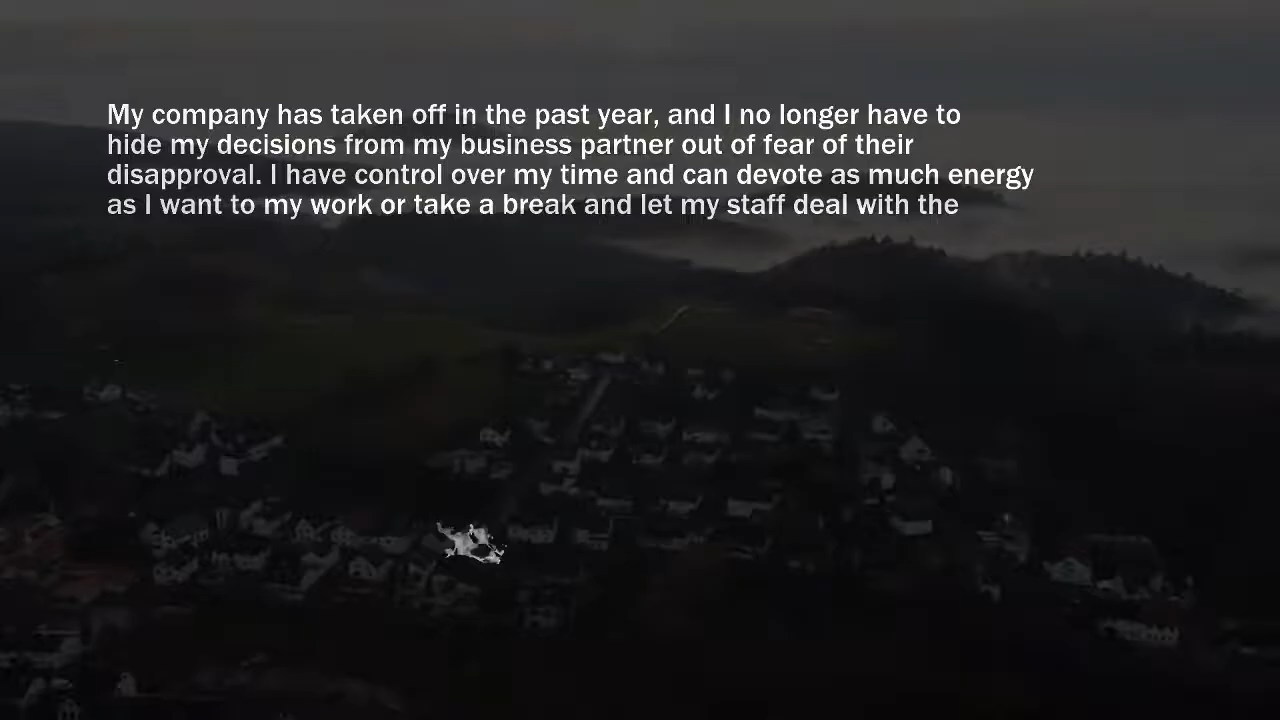 My company has taken off in the past year, and I no longer have to
hide my decisions from my business partner out of fear of their
disapproval. I have control over my time and can devote as much energy
as I want to my work or take a break and let my staff deal with the